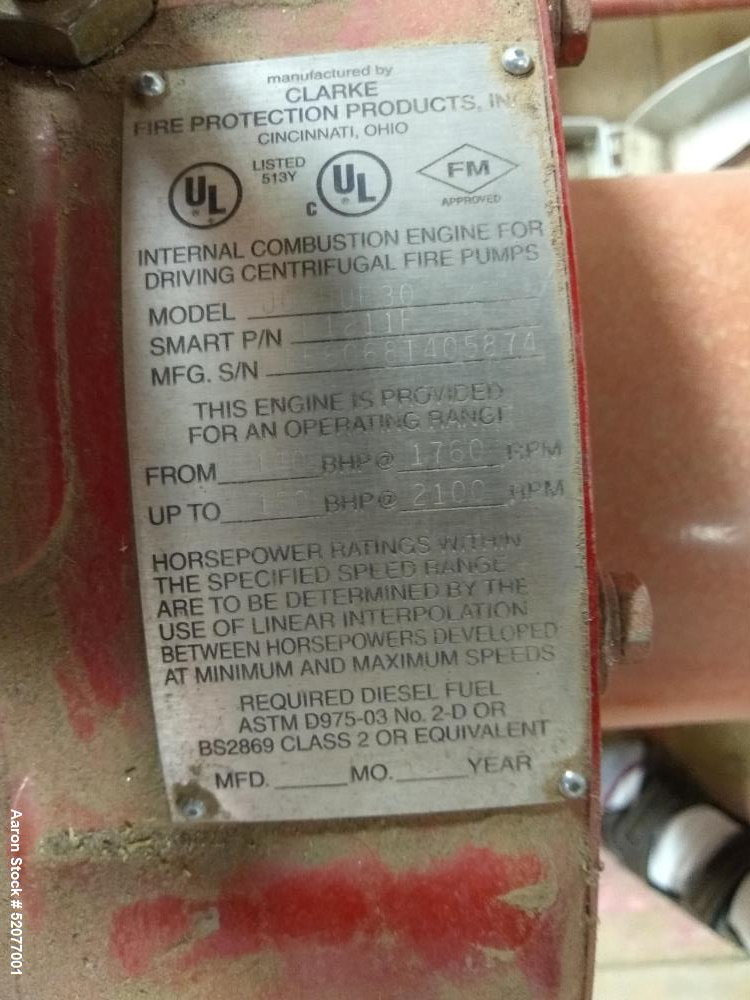 manufactured by
CLARKE
FIRE PROTECTION PRODUCTS,
CINCINNATI, OHIO
UL
LISTED
513Y
C UL
FM
APPROVED
INTERNAL COMBUSTION ENGINE FOR
DRIVING CENTRIFUGAL FIRE PUMPS
MODEL
SMART P/N
MFG. S/N
THIS ENGINE IS PROVIDED
FOR AN OPERATING RANGE
FROM BHP@ 1760 RPM
UP TO BHP@ 2100 RPM
HORSEPOWER RATINGS WITHIN
THE SPECIFIED SPEED RANGE
ARE TO BE DETERMINED BY THE
USE OF LINEAR INTERPOLATION
BETWEEN HORSEPOWERS DEVELOPED
AT MINIMUM AND MAXIMUM SPEEDS
REQUIRED DIESEL FUEL
ASTM D975-03 No. 2-D OR
BS2869 CLASS 2 OR EQUIVALENT
MFD. ______ MO. ______ YEAR
Aaron Stock # 52077001